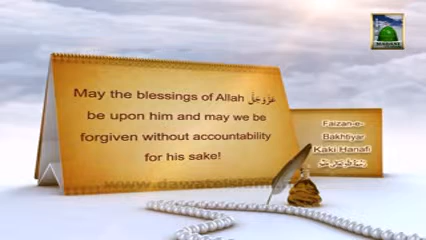 May the blessings of Allah عَزَّوَجَلَّ
be upon him and may we be
forgiven without accountability
for his sake!
Faizan-e-
Bakhtiyar
Kaki Hanafi
MADANI